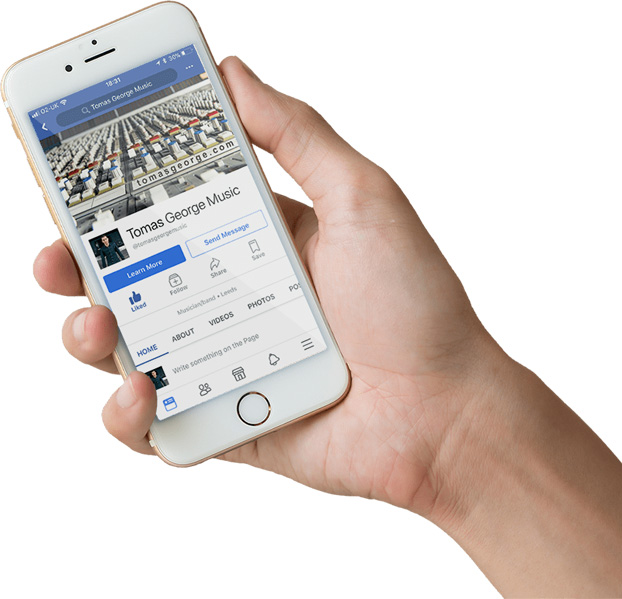 O2-UK 18:31 30%
Tomas George Music
tomasgeorge.com
Tomas George Music
@tomasgeorgemusic
Learn More Send Message
Liked Follow Share Save
Musician/band • Leeds
HOME ABOUT VIDEOS PHOTOS PO
Write something on the Page